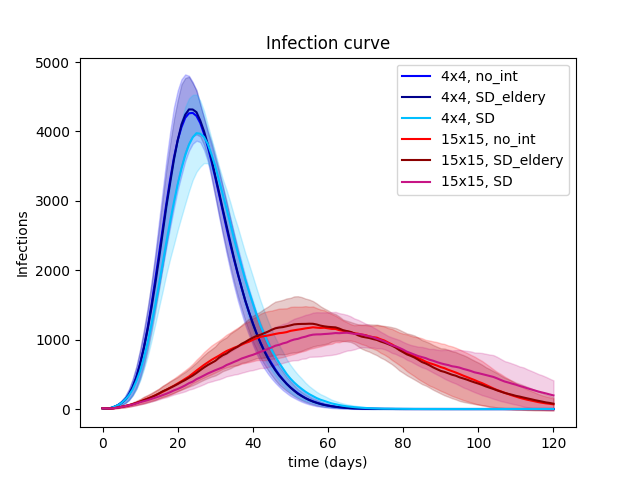 Infection curve
5000
4000
3000
2000
1000
0
Infections
0 20 40 60 80 100 120
time (days)
4x4, no_int
4x4, SD_eldery
4x4, SD
15x15, no_int
15x15, SD_eldery
15x15, SD